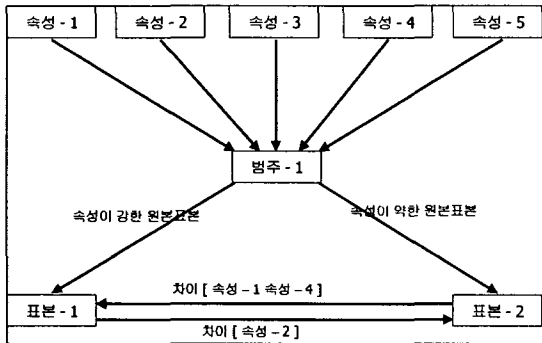 속성 - 1 속성 - 2 속성 - 3 속성 - 4 속성 - 5
범주 - 1
속성이 강한 원본표본 속성이 약한 원본표본
차이 [ 속성 – 1 속성 – 4 ]
표본 - 1 표본 - 2
차이 [ 속성 – 2 ]